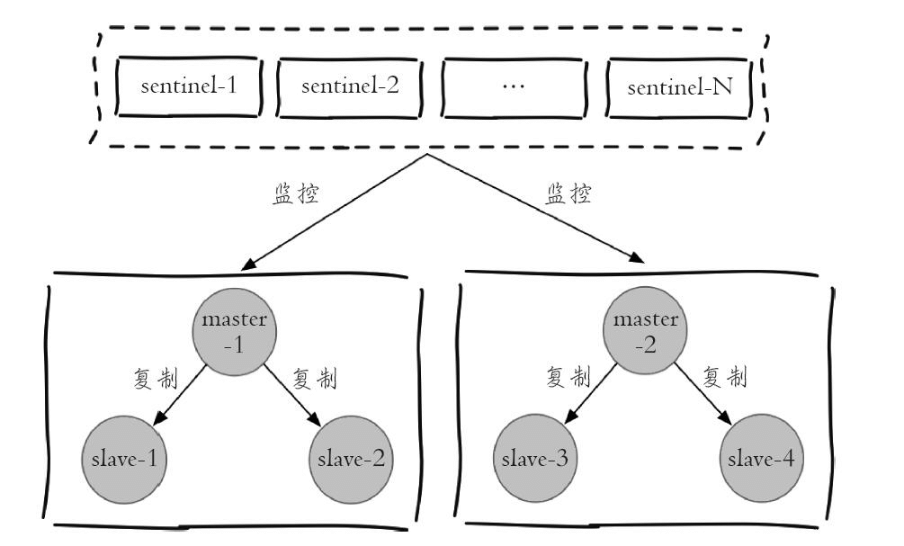 sentinel-1
sentinel-2
...
sentinel-N
监控
监控
master
-1
master
-2
复制
复制
复制
复制
slave-1
slave-2
slave-3
slave-4